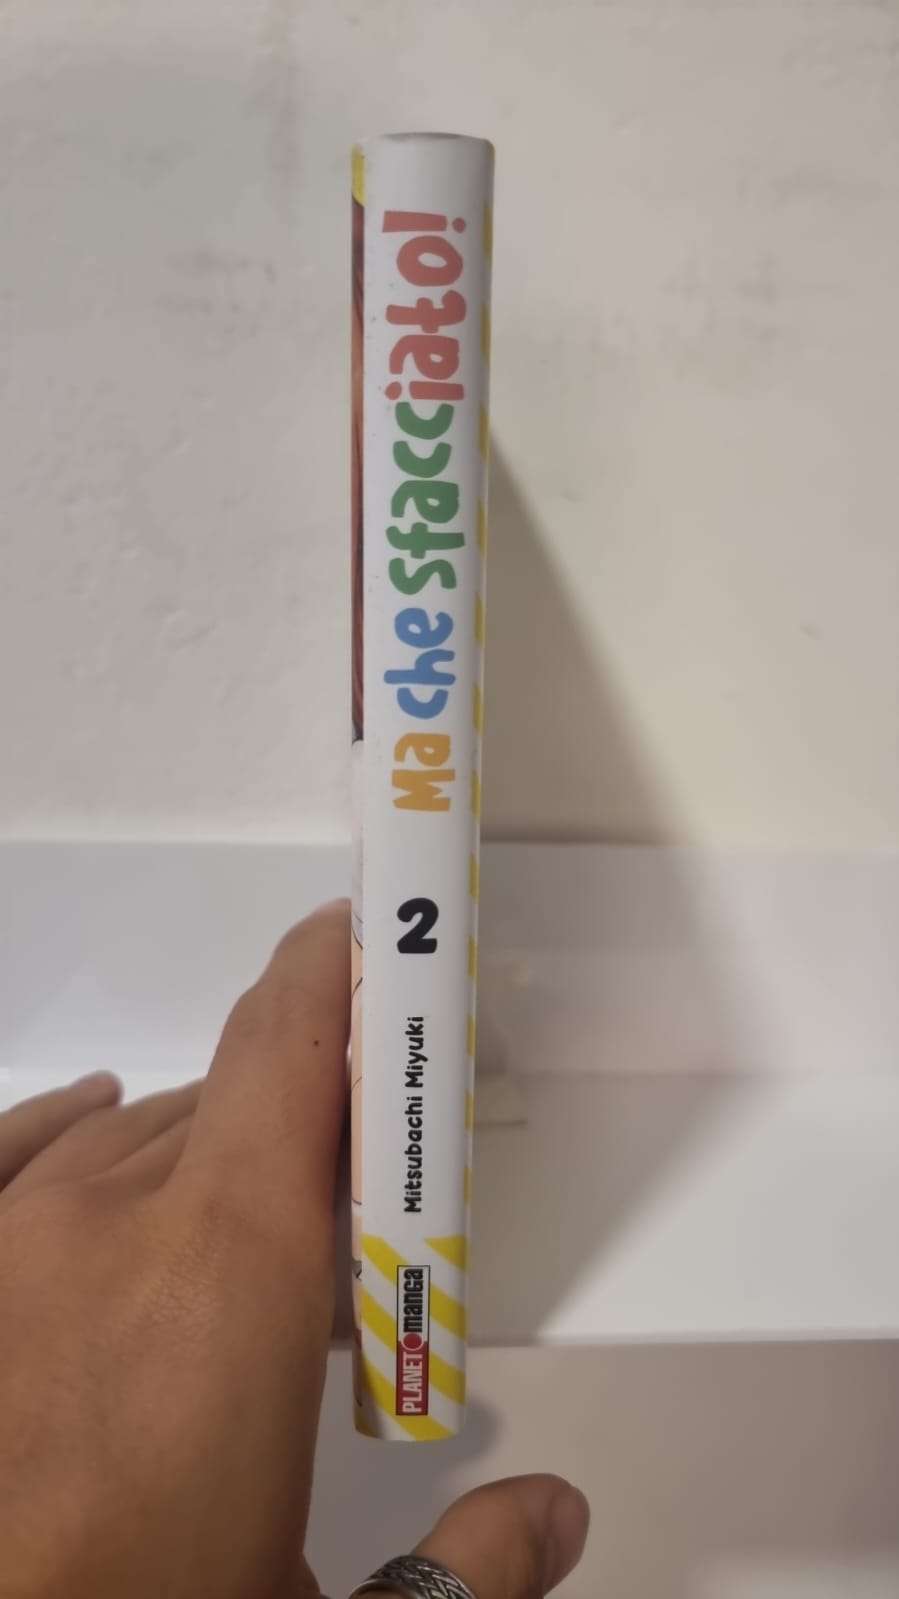 Ma che sfacciato!
2
Mitsubachi Miyuki
PLANET manga